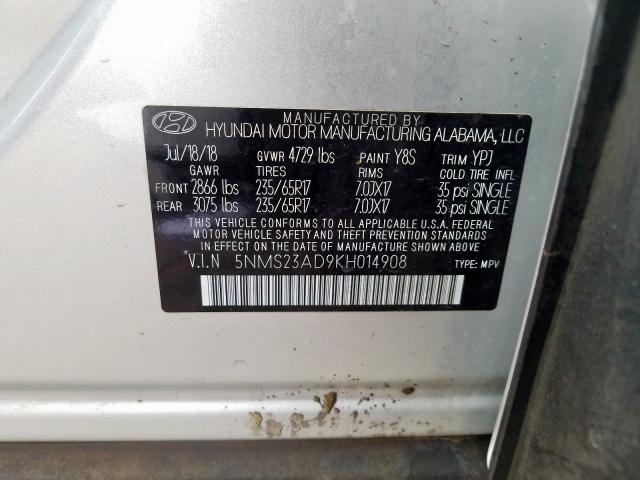 MANUFACTURED BY
HYUNDAI MOTOR MANUFACTURING ALABAMA, LLC
Jul/18/18 GVWR 4729 lbs PAINT Y8S TRIM YPJ
GAWR TIRES RIMS COLD TIRE INFL
FRONT 2866 lbs 235/65R17 7.0JX17 35 psi SINGLE
REAR 3075 lbs 235/65R17 7.0JX17 35 psi SINGLE
THIS VEHICLE CONFORMS TO ALL APPLICABLE U.S.A. FEDERAL
MOTOR VEHICLE SAFETY AND THEFT PREVENTION STANDARDS
IN EFFECT ON THE DATE OF MANUFACTURE SHOWN ABOVE.
V.I.N 5NMS23AD9KH014908 TYPE: MPV